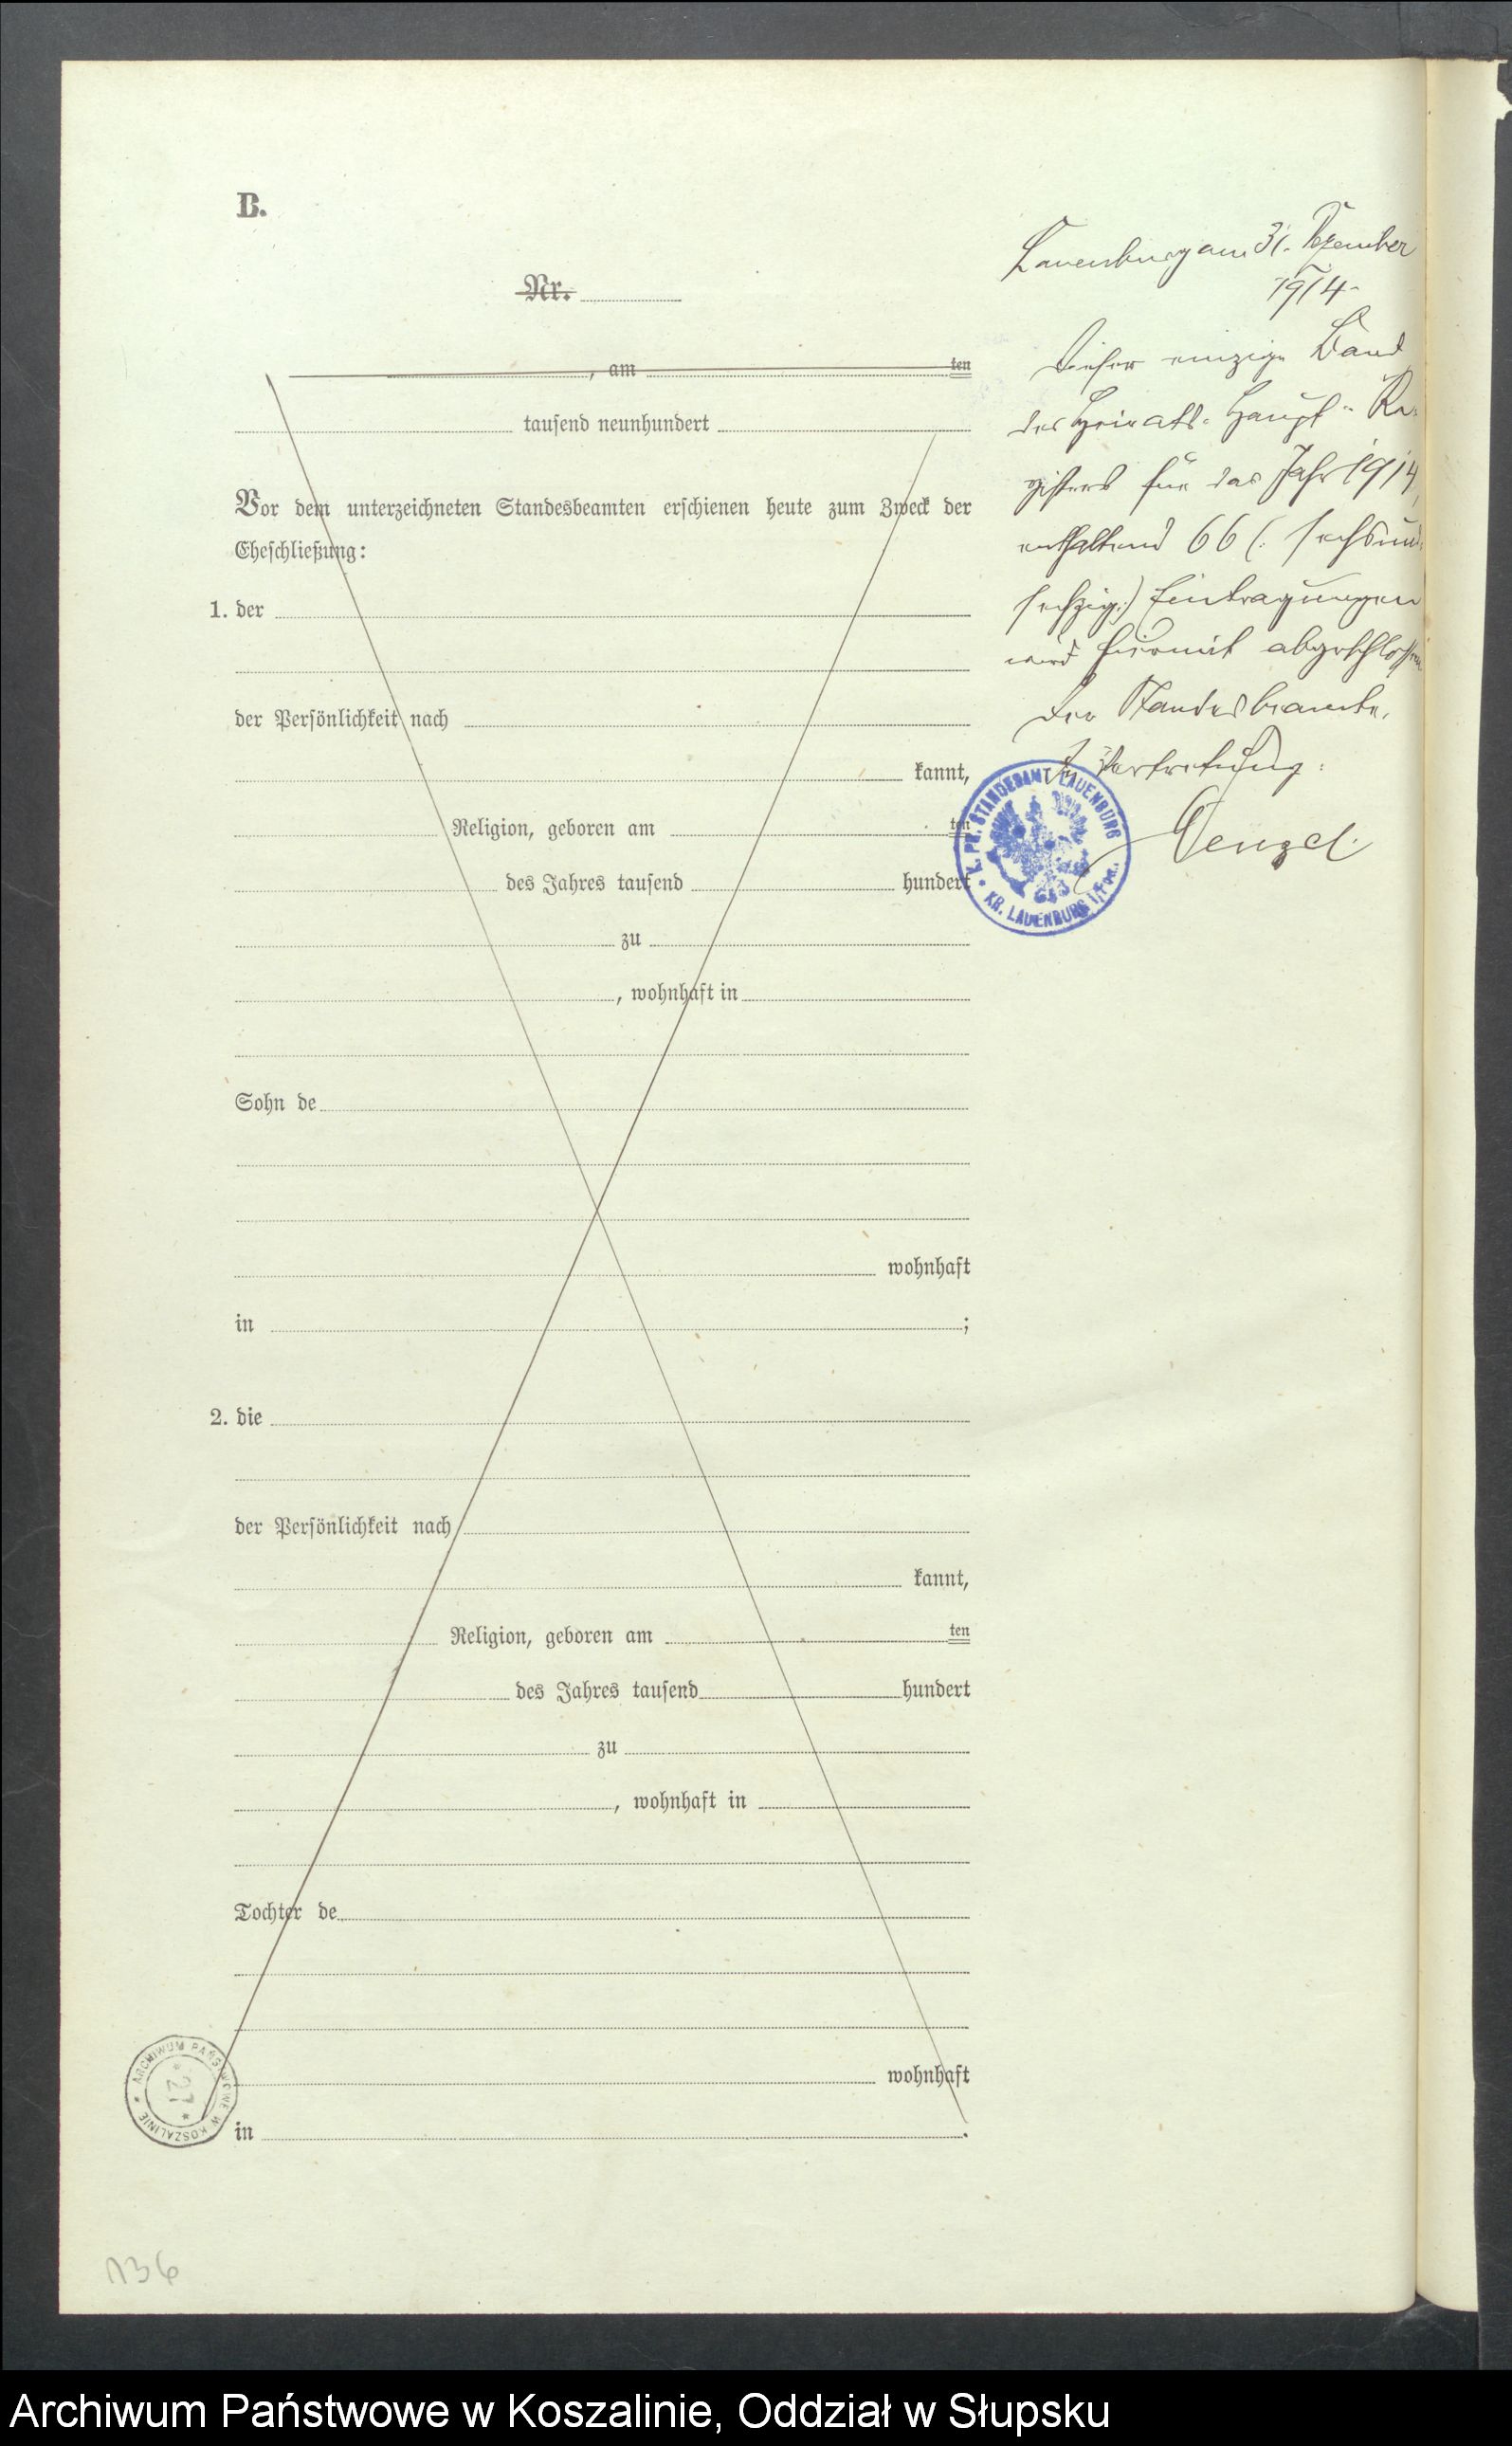 B.
Nr.
, am ten
tausend neunhundert
Vor dem unterzeichneten Standesbeamten erschienen heute zum Zweck der
Eheschließung:
1. der
der Persönlichkeit nach
kannt,
Religion, geboren am ten
des Jahres tausend hundert
zu
, wohnhaft in
Sohn de
wohnhaft
in ;
2. die
der Persönlichkeit nach
kannt,
Religion, geboren am ten
des Jahres tausend hundert
zu
, wohnhaft in
Tochter de
wohnhaft
in .
Lauenburg am 31. Dezember
1914.
Dieser einzige Band
des Heirats-Haupt-Re-
gisters für das Jahr 1914,
enthaltend 66 (: sechsund-
sechzig :) Eintragungen
wird hiermit abgeschlossen
Der Standesbeamte.
In Vertretung:
Wenzel.
K. PR. STANDESAMT LAUENBURG
KR. LAUENBURG i/Pom.
ARCHIWUM PAŃSTWOWE W KOSZALINIE
* 27 *
136
Archiwum Państwowe w Koszalinie, Oddział w Słupsku